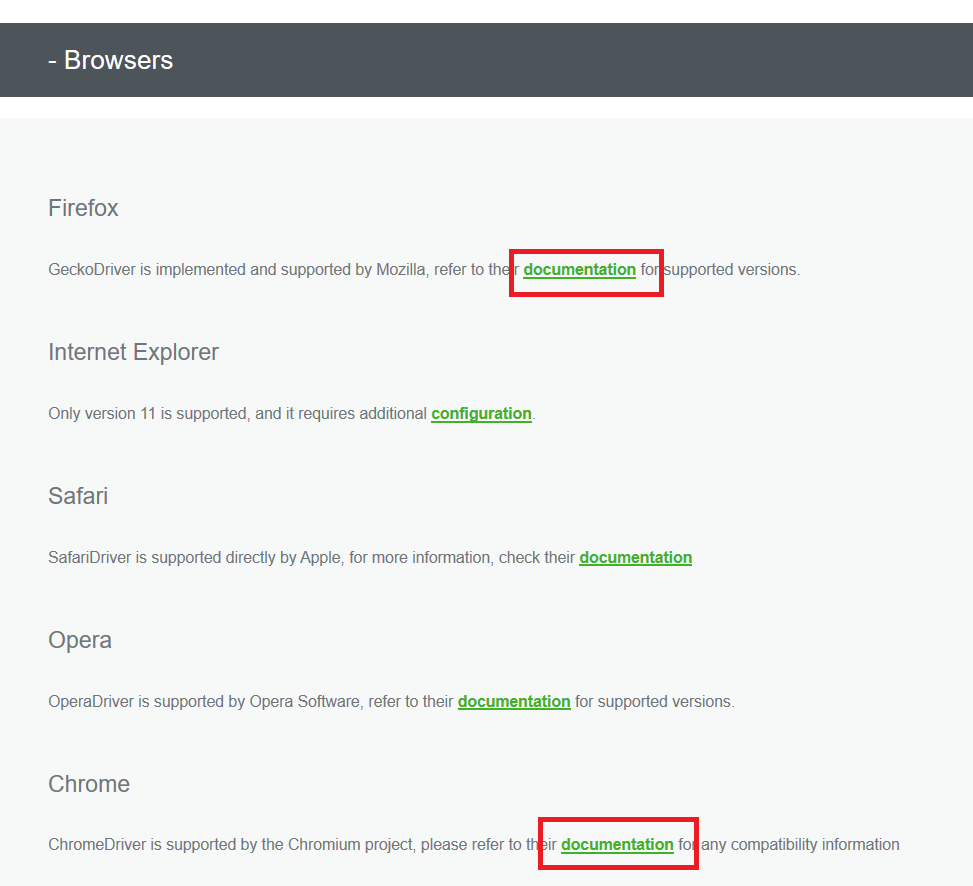 - Browsers
Firefox
GeckoDriver is implemented and supported by Mozilla, refer to their documentation for supported versions.
Internet Explorer
Only version 11 is supported, and it requires additional configuration.
Safari
SafariDriver is supported directly by Apple, for more information, check their documentation
Opera
OperaDriver is supported by Opera Software, refer to their documentation for supported versions.
Chrome
ChromeDriver is supported by the Chromium project, please refer to their documentation for any compatibility information